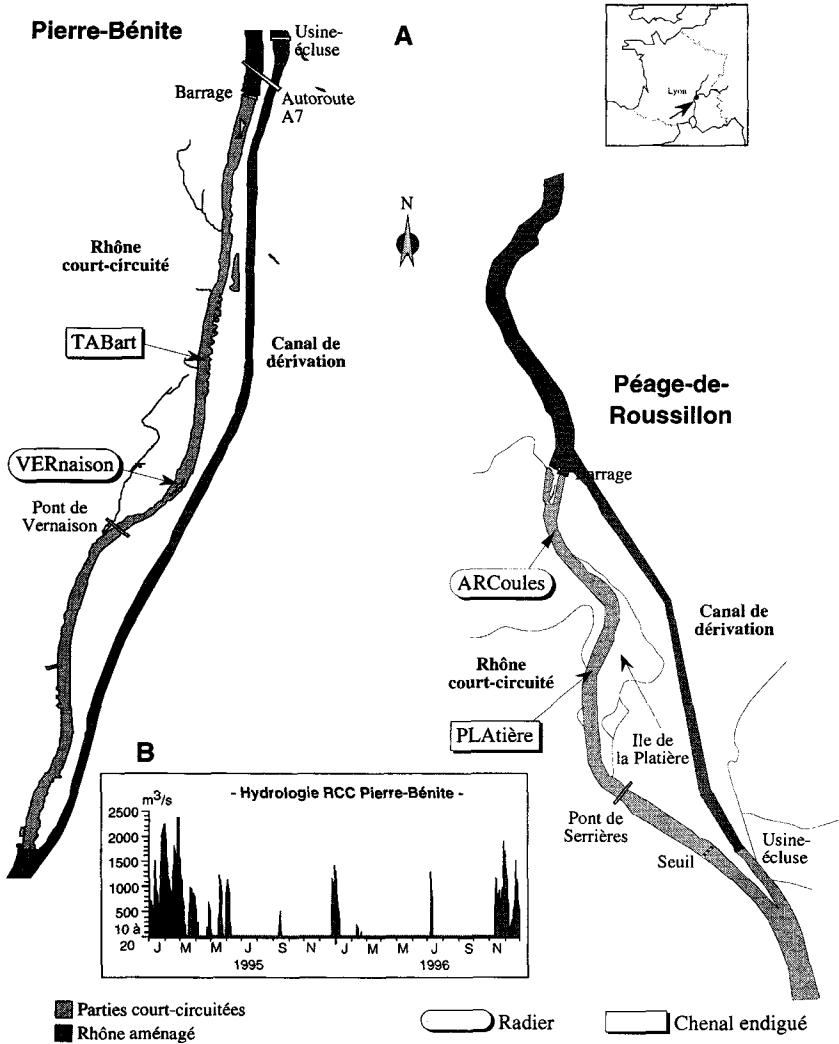 Pierre-Bénite
A
Usine-
écluse
Barrage
Autoroute
A7
Lyon
N
Rhône
court-circuité
TABart
Canal de
dérivation
VERnaison
Pont de
Vernaison
Péage-de-
Roussillon
Barrage
ARCoules
Canal de
dérivation
Rhône
court-circuité
PLAtière
Ile de
la Platière
Pont de
Serrières
Seuil
Usine-
écluse
B
m3/s
- Hydrologie RCC Pierre-Bénite -
2500
2000
1500
1000
500
10 à
20
J M M J S N J M M J S N
1995 1996
Parties court-circuitées
Rhône aménagé
Radier
Chenal endigué